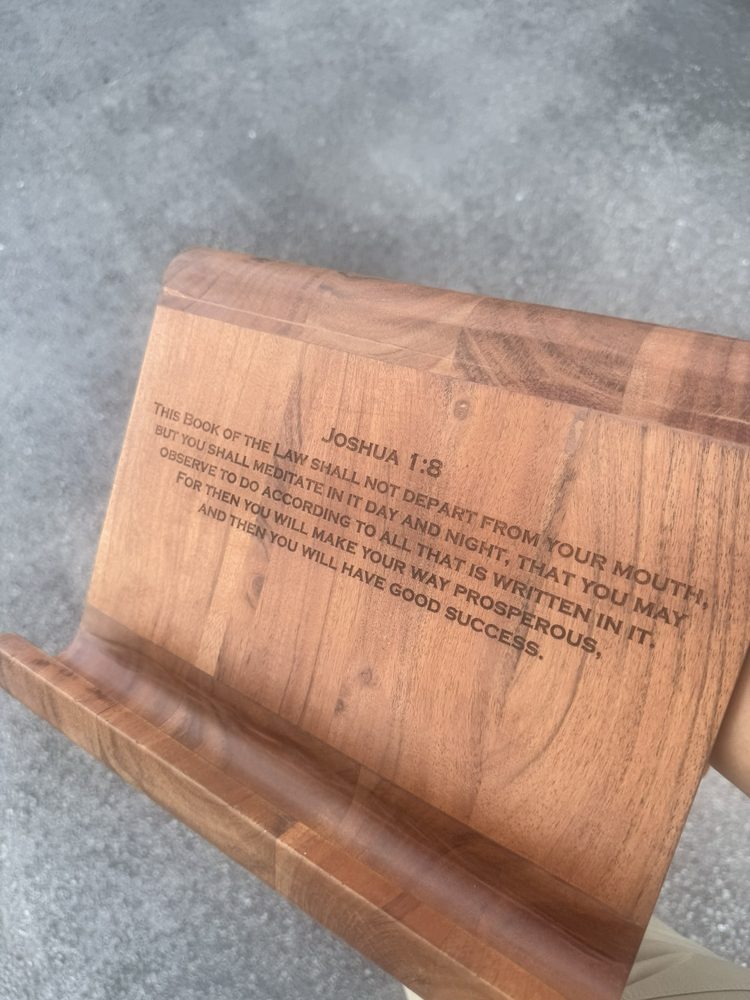 Joshua 1:8
This Book of the Law shall not depart from your mouth,
but you shall meditate in it day and night, that you may
observe to do according to all that is written in it.
For then you will make your way prosperous,
and then you will have good success.